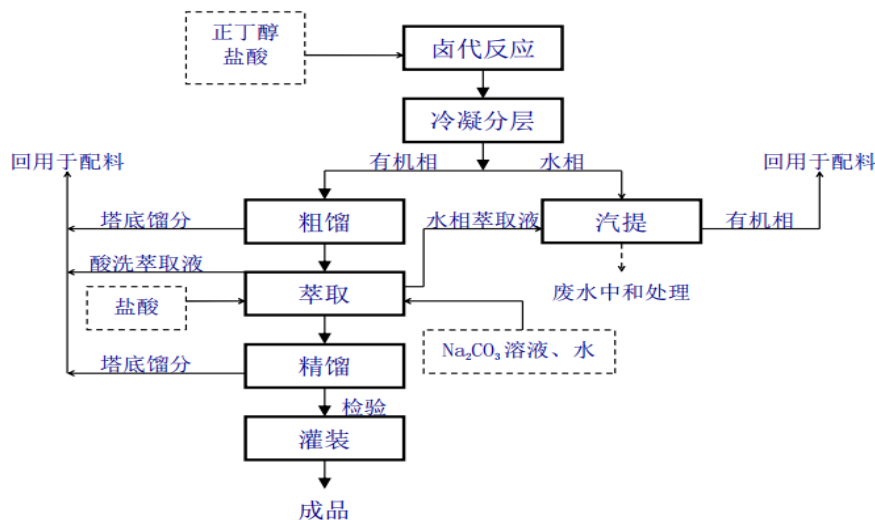 正丁醇
盐酸
卤代反应
冷凝分层
有机相
水相
回用于配料
回用于配料
塔底馏分
粗馏
水相萃取液
汽提
有机相
酸洗萃取液
盐酸
萃取
废水中和处理
Na₂CO₃溶液、水
塔底馏分
精馏
检验
灌装
成品